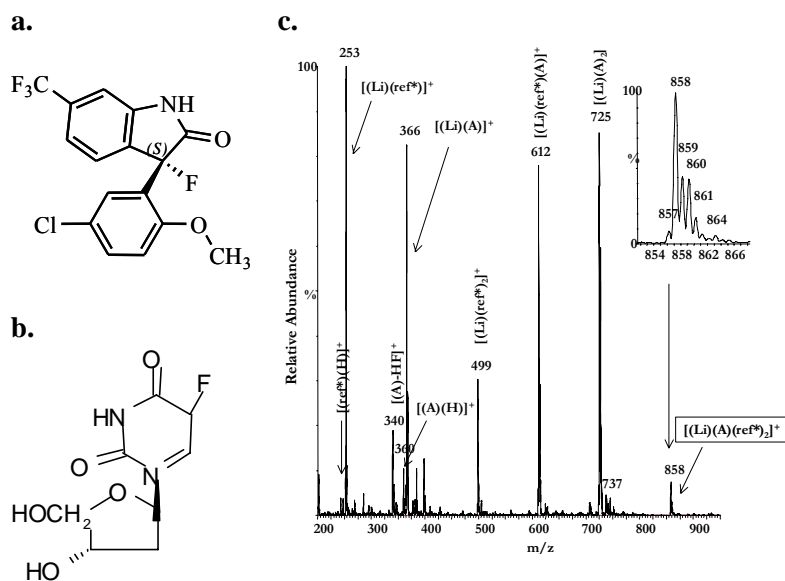 a.
F₃C
NH
O
(S)
F
Cl
O
CH₃
b.
O
F
HN
O
N
HOCH₂
O
HO
c.
Relative Abundance
%
100
253
[(Li)(ref*)]⁺
366
[(Li)(A)]⁺
[(Li)(ref*)(A)]⁺
612
[(Li)(A)₂]
725
[(ref*)(H)]⁺
[(A)-HF]⁺
340
360
[(A)(H)]⁺
[(Li)(ref*)₂]⁺
499
737
858
[(Li)(A)(ref*)₂]⁺
200 300 400 500 600 700 800 900
m/z
100
%
0
858
859
860
861
857
864
854 858 862 866